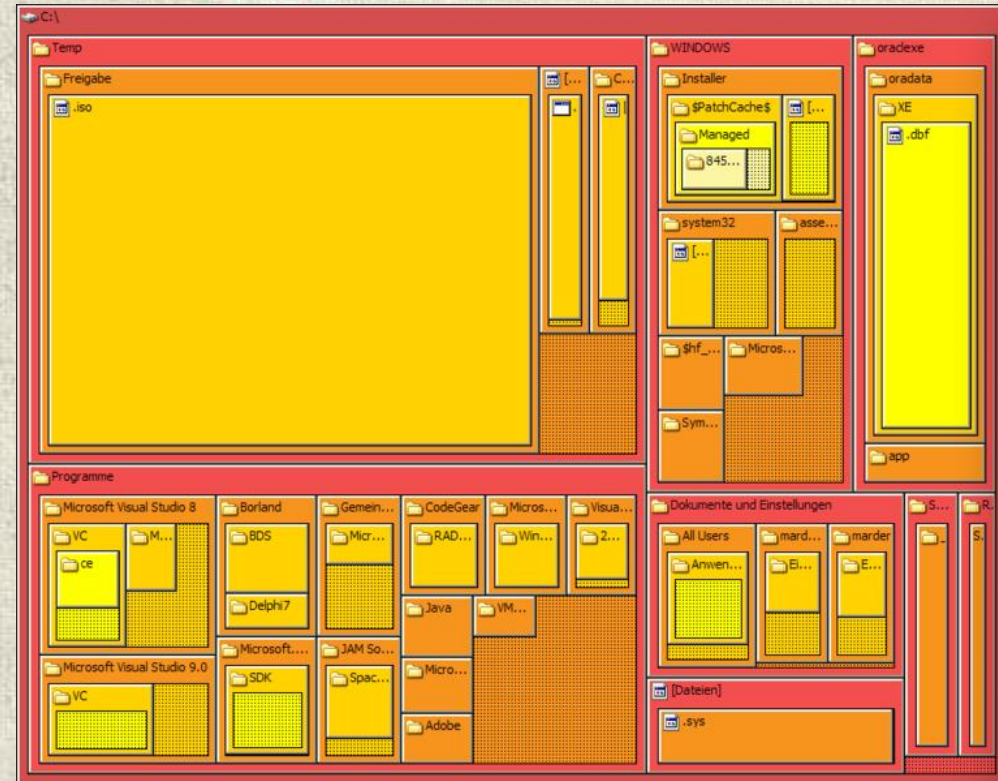 C:\
Temp
Freigabe
.iso
[...
.
C...
[
WINDOWS
Installer
$PatchCache$
[...
Managed
845...
system32
[...
asse...
$hf_...
Micros...
Sym...
oraclexe
oradata
XE
.dbf
app
Programme
Microsoft Visual Studio 8
VC
ce
M...
Microsoft Visual Studio 9.0
VC
Borland
BDS
Delphi7
Microsoft....
SDK
Gemein...
Micr...
JAM So...
Spac...
CodeGear
RAD...
Micros...
Win...
Visua...
2...
Java
VM...
Micro...
Adobe
Dokumente und Einstellungen
All Users
Anwen...
mard...
Ei...
marder
E...
[Dateien]
.sys
S...
R.
S.